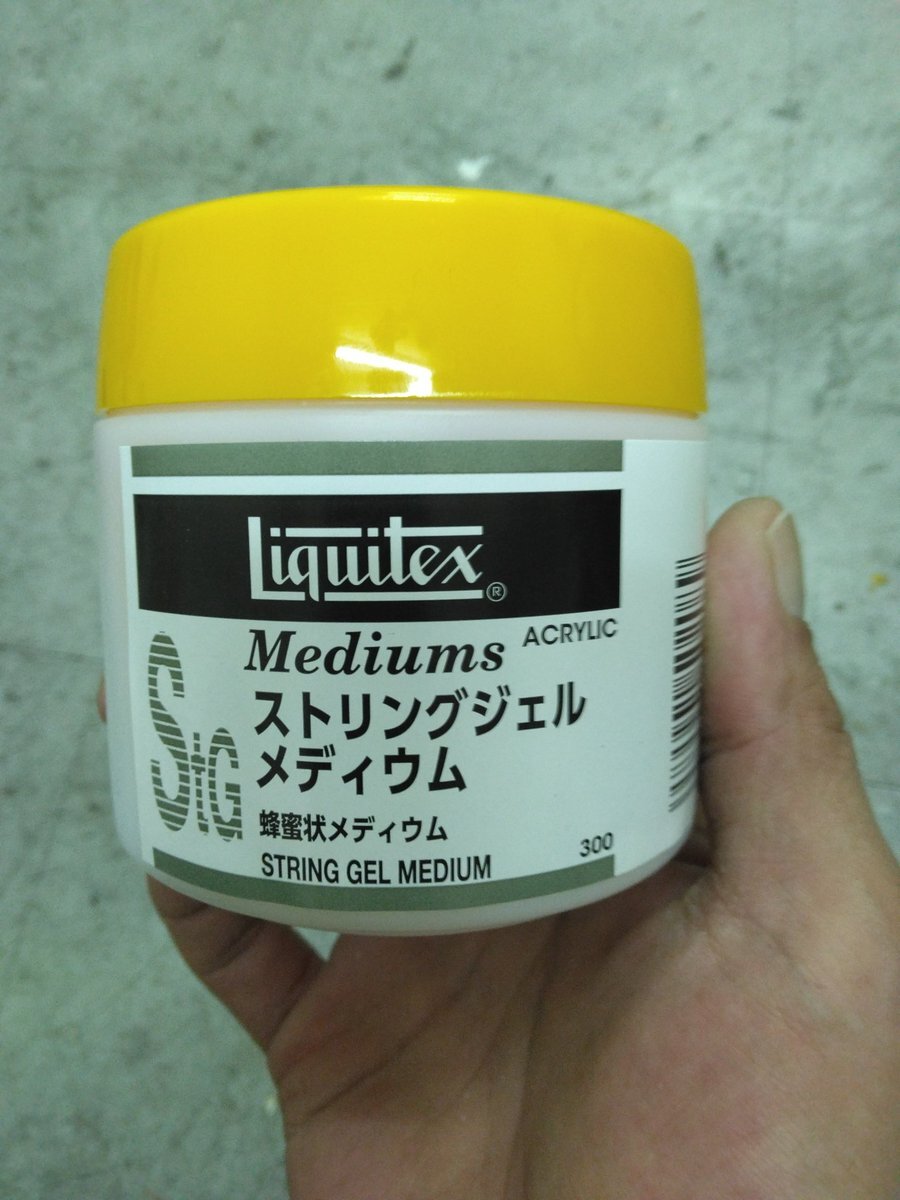 Liquitex®
Mediums ACRYLIC
StG
ストリングジェル
メディウム
蜂蜜状メディウム
STRING GEL MEDIUM
300